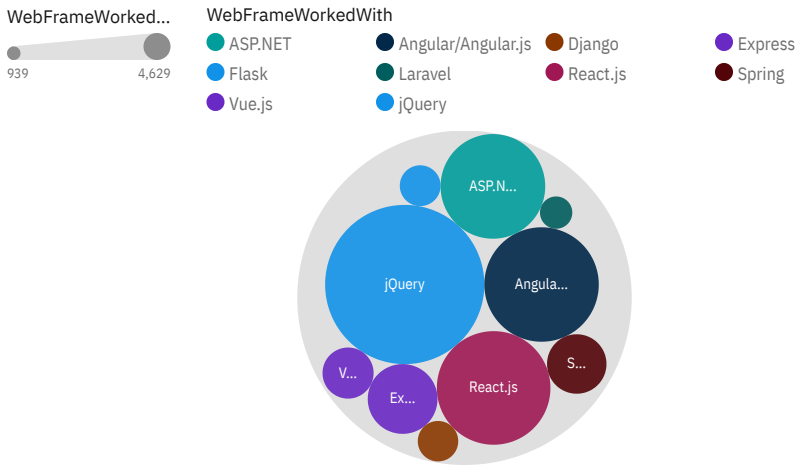 WebFrameWorked...
939
4,629
WebFrameWorkedWith
ASP.NET
Angular/Angular.js
Django
Express
Flask
Laravel
React.js
Spring
Vue.js
jQuery
ASP.N...
jQuery
Angula...
S...
V...
React.js
Ex...